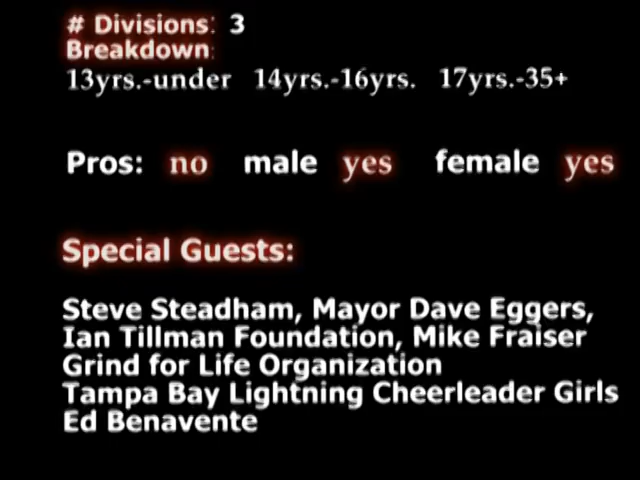 # Divisions: 3
Breakdown:
13yrs.-under 14yrs.-16yrs. 17yrs.-35+
Pros: no male yes female yes
Special Guests:
Steve Steadham, Mayor Dave Eggers,
Ian Tillman Foundation, Mike Fraiser
Grind for Life Organization
Tampa Bay Lightning Cheerleader Girls
Ed Benavente